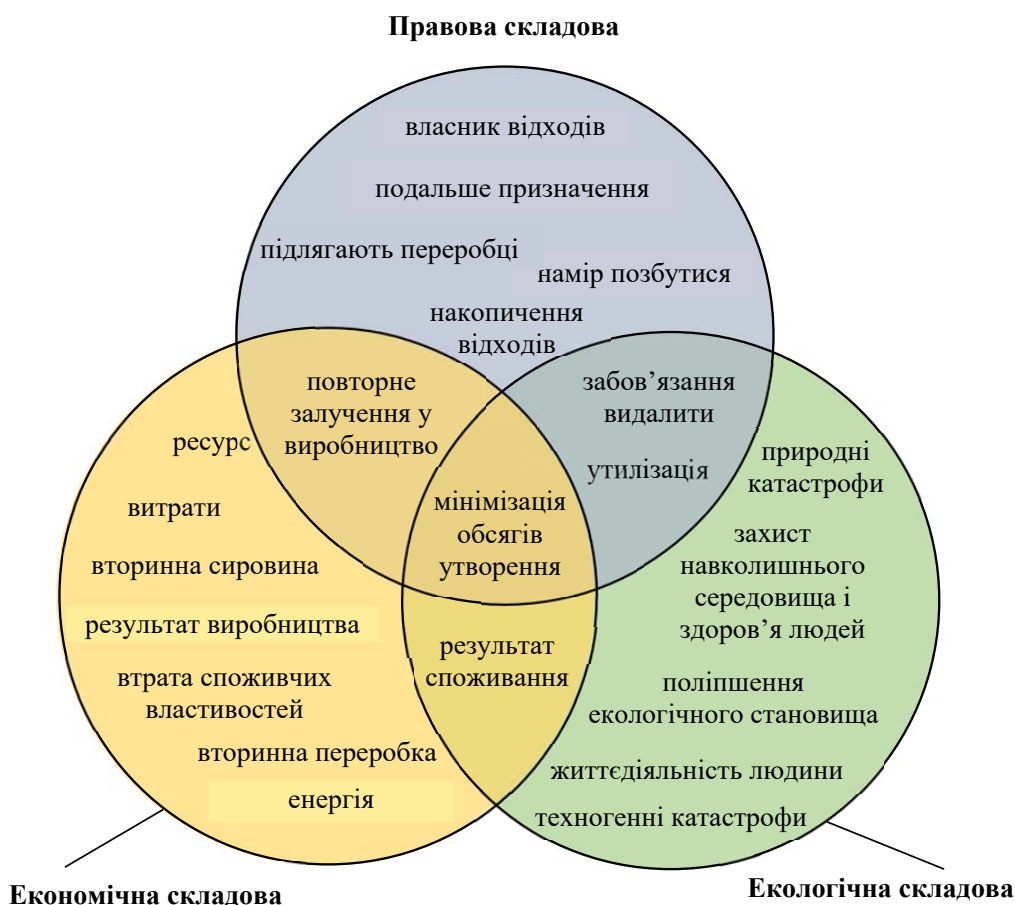 Правова складова
власник відходів
подальше призначення
підлягають переробці
намір позбутися
накопичення
відходів
повторне
залучення у
виробництво
забов’язання
видалити
утилізація
ресурс
витрати
вторинна сировина
результат виробництва
втрата споживчих
властивостей
вторинна переробка
енергія
мінімізація
обсягів
утворення
результат
споживання
природні
катастрофи
захист
навколишнього
середовища і
здоров’я людей
поліпшення
екологічного становища
життєдіяльність людини
техногенні катастрофи
Економічна складова
Екологічна складова